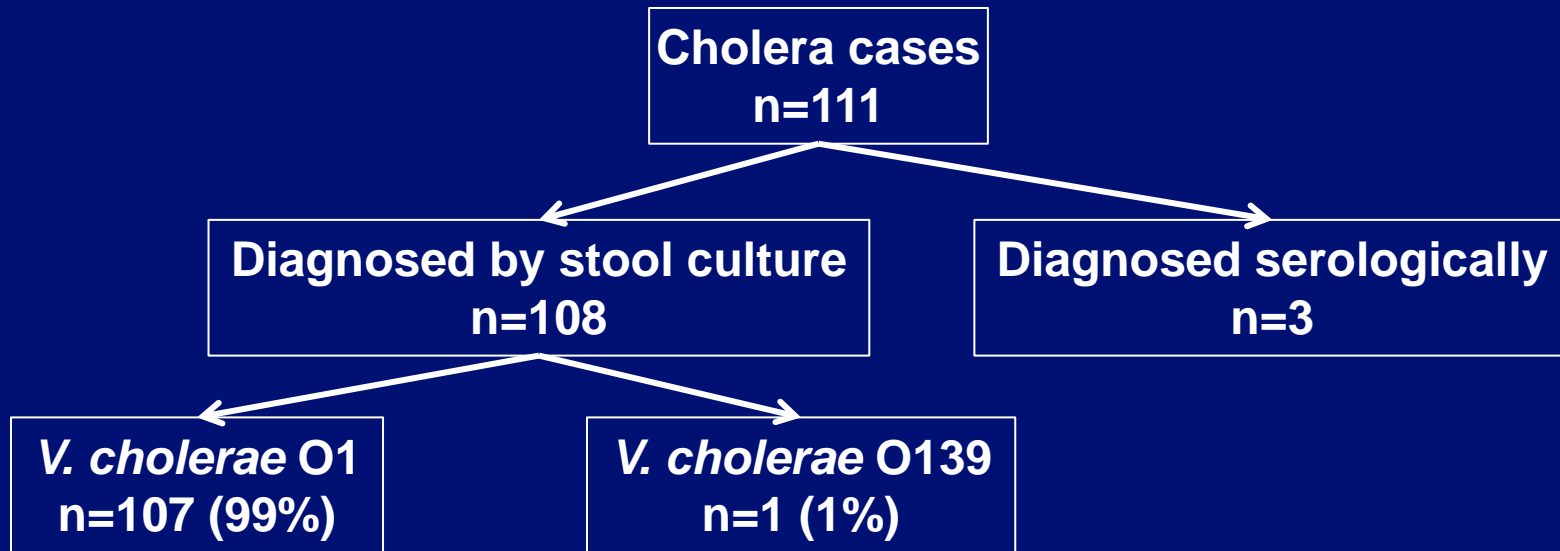 Cholera cases
n=111
Diagnosed by stool culture
n=108
Diagnosed serologically
n=3
V. cholerae O1
n=107 (99%)
V. cholerae O139
n=1 (1%)